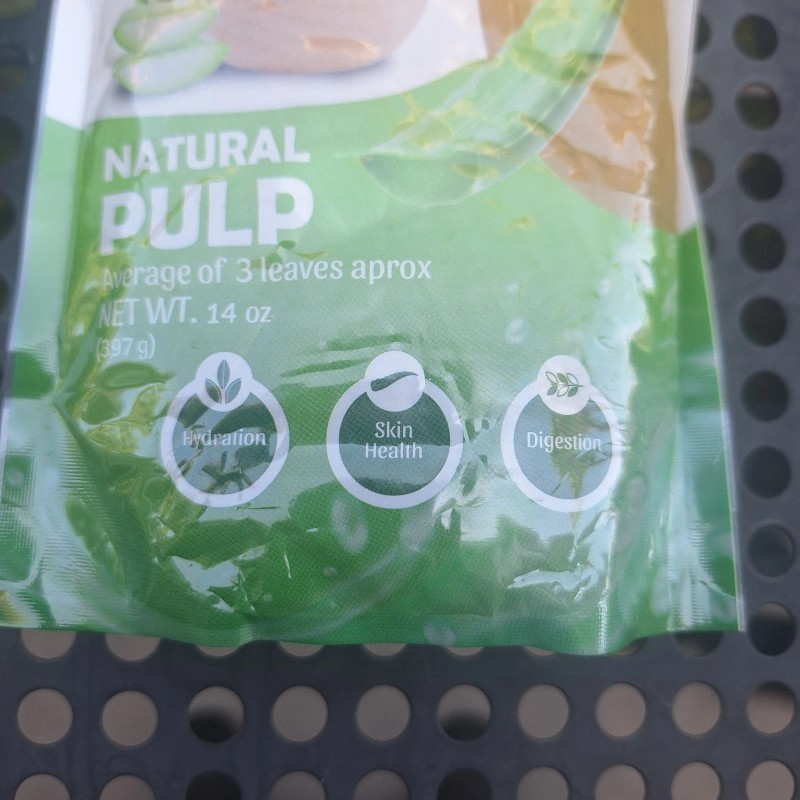 NATURAL
PULP
Average of 3 leaves aprox
NET WT. 14 oz
(397 g)
Hydration
Skin
Health
Digestion